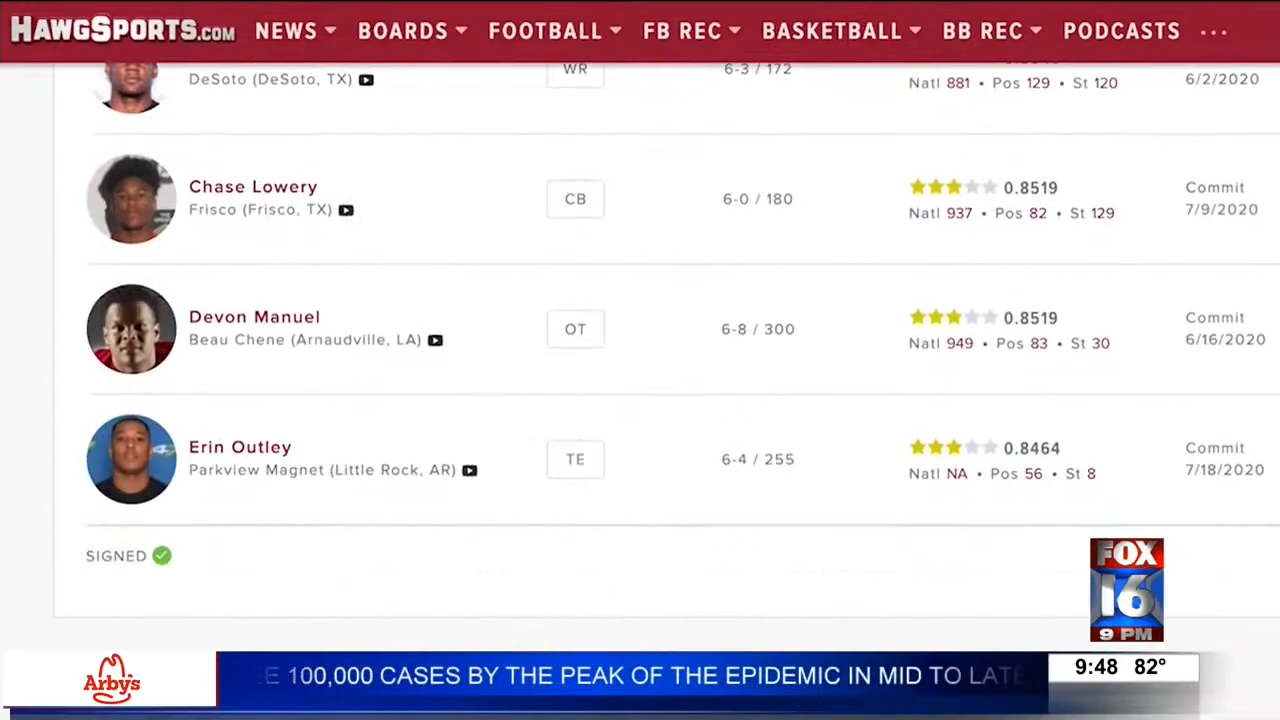 HAWGSPORTS.COM NEWS BOARDS FOOTBALL FB REC BASKETBALL BB REC PODCASTS ...
DeSoto (DeSoto, TX) WR 6-3 / 172 Natl 881 • Pos 129 • St 120 6/2/2020
Chase Lowery
Frisco (Frisco, TX) CB 6-0 / 180 0.8519 Commit
Natl 937 • Pos 82 • St 129 7/9/2020
Devon Manuel
Beau Chene (Arnaudville, LA) OT 6-8 / 300 0.8519 Commit
Natl 949 • Pos 83 • St 30 6/16/2020
Erin Outley
Parkview Magnet (Little Rock, AR) TE 6-4 / 255 0.8464 Commit
Natl NA • Pos 56 • St 8 7/18/2020
SIGNED
FOX
16
9 PM
Arby's
100,000 CASES BY THE PEAK OF THE EPIDEMIC IN MID TO LATE
9:48 82°